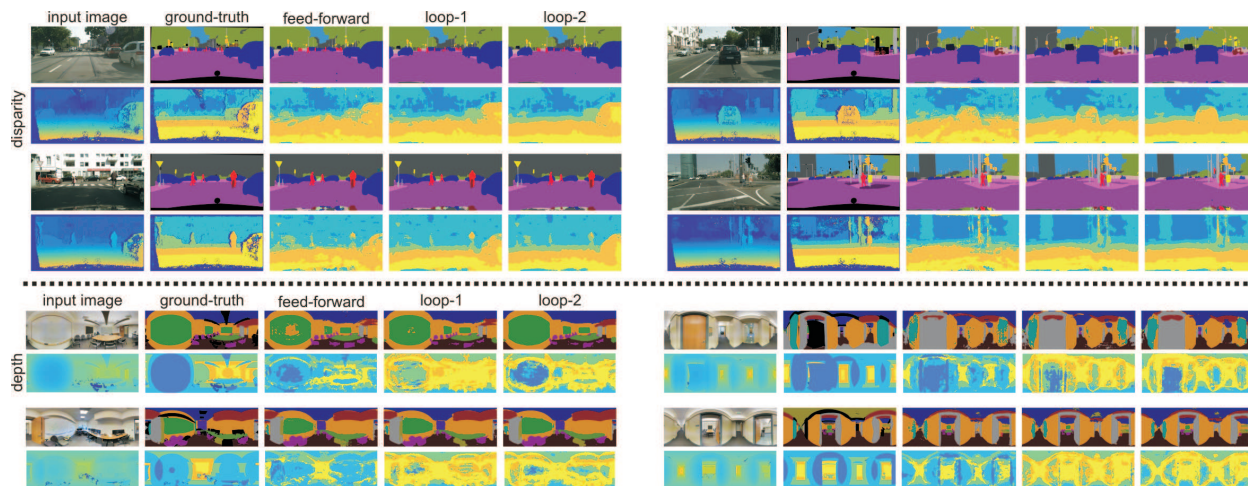 input image ground-truth feed-forward loop-1 loop-2
disparity
input image ground-truth feed-forward loop-1 loop-2
depth